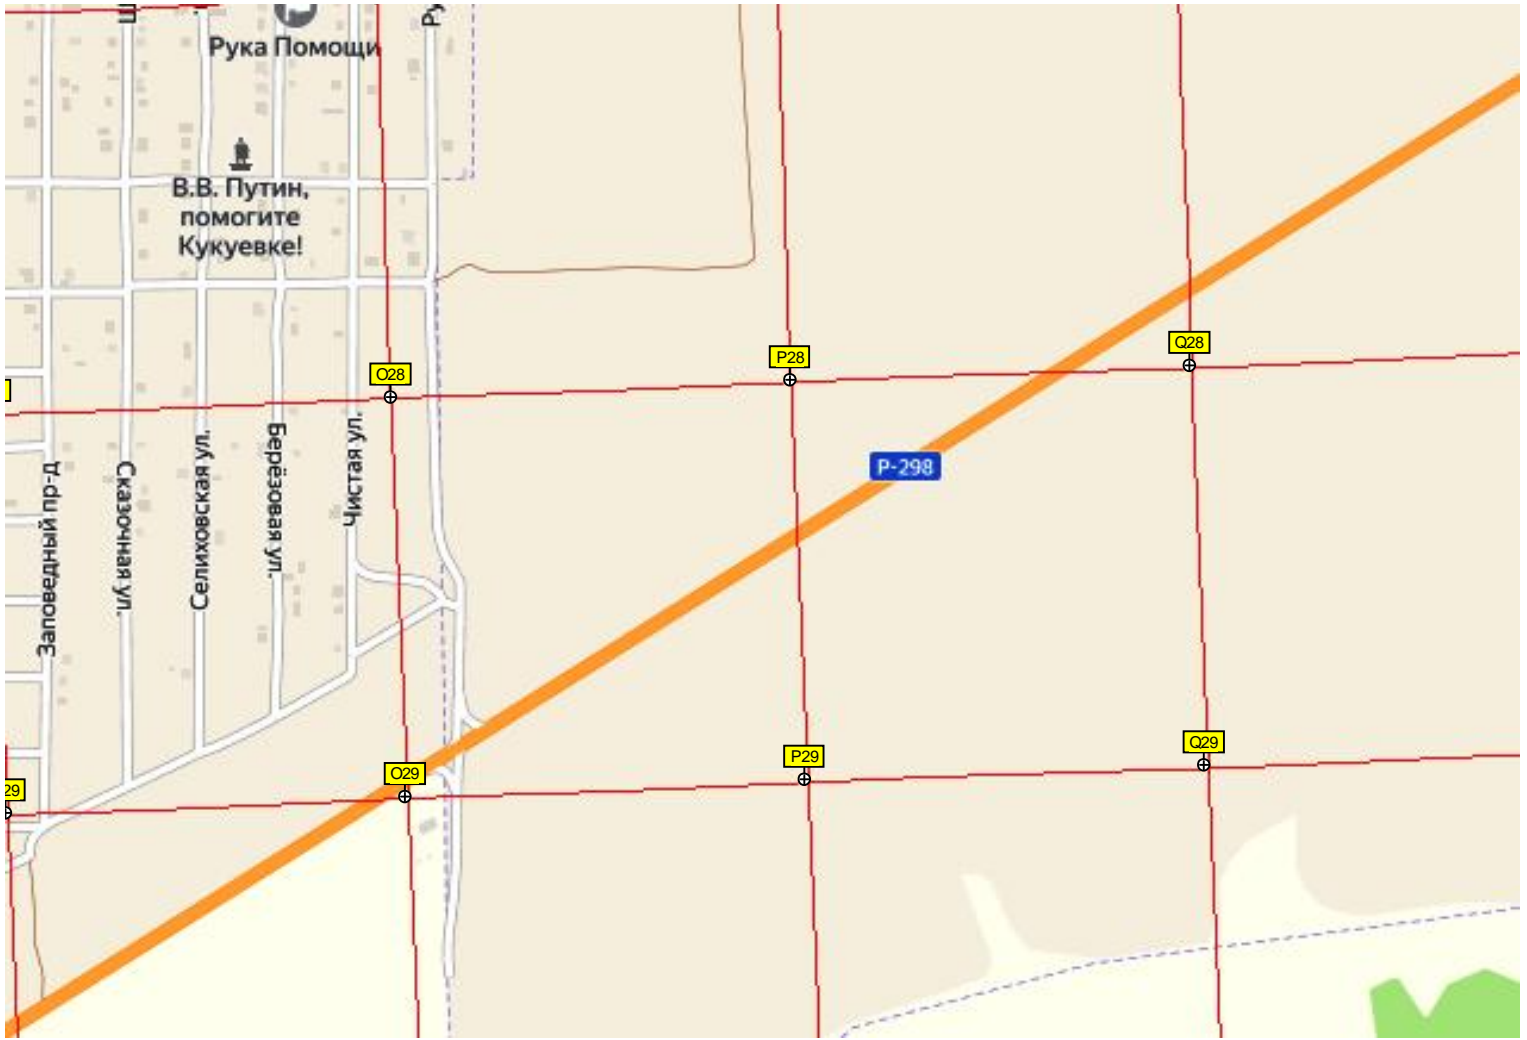 Рука Помощи
В.В. Путин,
помогите
Кукуевке!
O28
P28
Q28
P-298
Заповедный пр-д
Сказочная ул.
Селиховская ул.
Берёзовая ул.
Чистая ул.
29
O29
P29
Q29